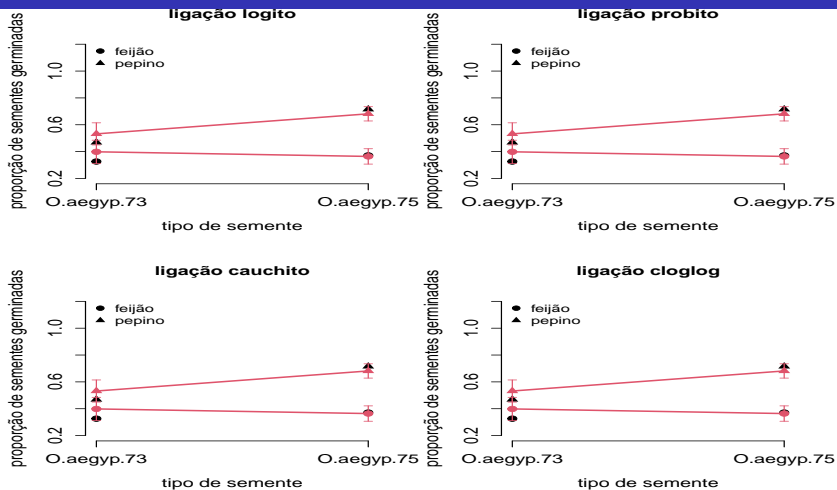 ligação logito
proporção de sementes germinadas
1.0
0.6
0.2
feijão
pepino
O.aegyp.73
O.aegyp.75
tipo de semente
ligação probito
proporção de sementes germinadas
1.0
0.6
0.2
feijão
pepino
O.aegyp.73
O.aegyp.75
tipo de semente
ligação cauchito
proporção de sementes germinadas
1.0
0.6
0.2
feijão
pepino
O.aegyp.73
O.aegyp.75
tipo de semente
ligação cloglog
proporção de sementes germinadas
1.0
0.6
0.2
feijão
pepino
O.aegyp.73
O.aegyp.75
tipo de semente